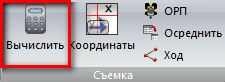 Вычислить
Координаты
ОРП
Осреднить
Ход
Съемка